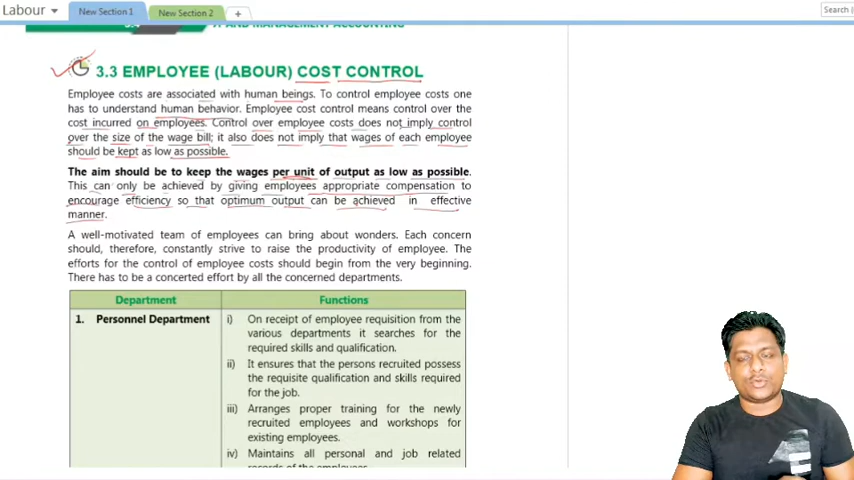 Labour
New Section 1
New Section 2
+
Search (
AND MANAGEMENT ACCOUNTING
3.3 EMPLOYEE (LABOUR) COST CONTROL
Employee costs are associated with human beings. To control employee costs one
has to understand human behavior. Employee cost control means control over the
cost incurred on employees. Control over employee costs does not imply control
over the size of the wage bill; it also does not imply that wages of each employee
should be kept as low as possible.
The aim should be to keep the wages per unit of output as low as possible.
This can only be achieved by giving employees appropriate compensation to
encourage efficiency so that optimum output can be achieved in effective
manner.
A well-motivated team of employees can bring about wonders. Each concern
should, therefore, constantly strive to raise the productivity of employee. The
efforts for the control of employee costs should begin from the very beginning.
There has to be a concerted effort by all the concerned departments.
Department Functions
1. Personnel Department
i) On receipt of employee requisition from the
various departments it searches for the
required skills and qualification.
ii) It ensures that the persons recruited possess
the requisite qualification and skills required
for the job.
iii) Arranges proper training for the newly
recruited employees and workshops for
existing employees.
iv) Maintains all personal and job related
records of the employees